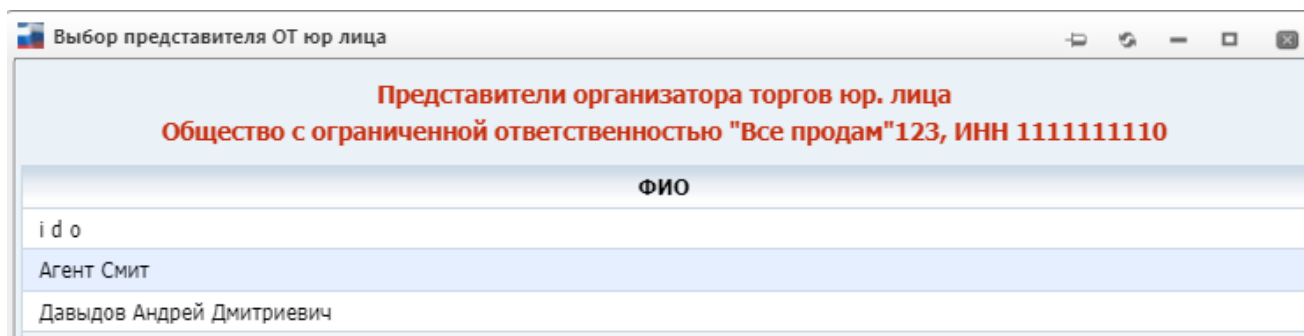 Выбор представителя ОТ юр лица
Представители организатора торгов юр. лица
Общество с ограниченной ответственностью "Все продам"123, ИНН 1111111110
ФИО
i d o
Агент Смит
Давыдов Андрей Дмитриевич